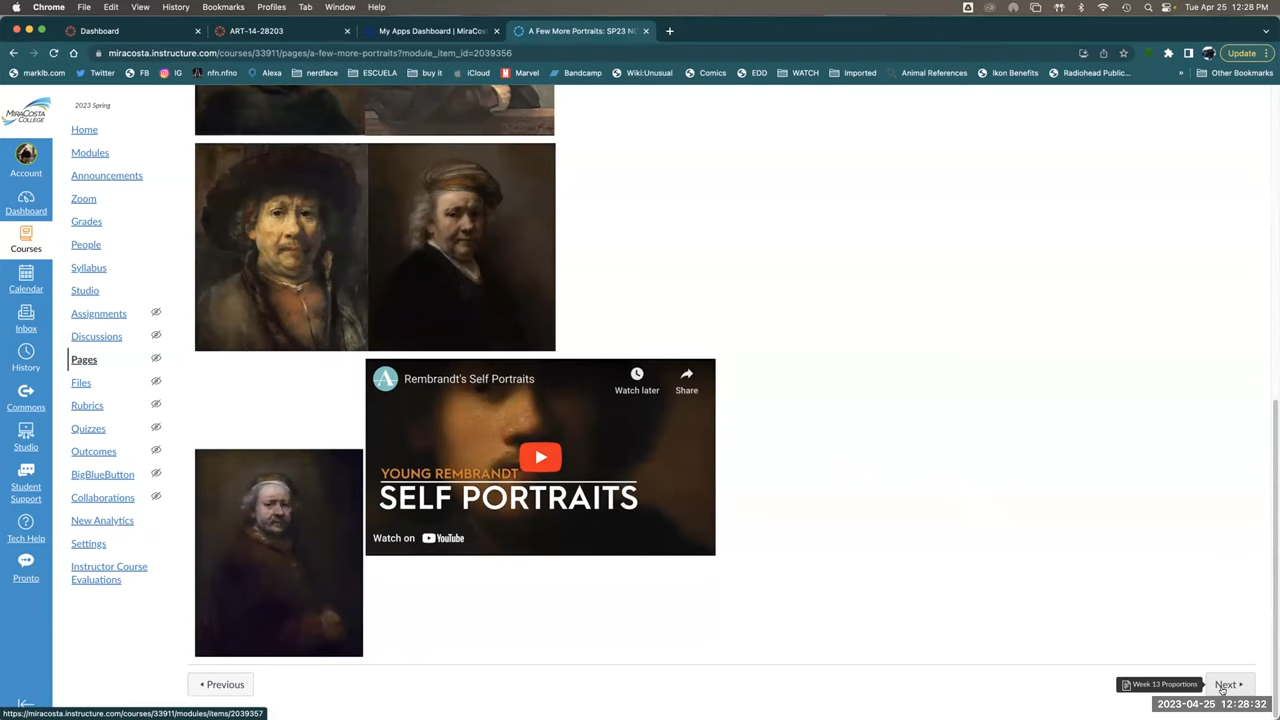 Chrome File Edit View History Bookmarks Profiles Tab Window Help Tue Apr 25 12:28 PM
Dashboard × ART-14-28203 × My Apps Dashboard | MiraCos × A Few More Portraits: SP23 N × +
miracosta.instructure.com/courses/33911/pages/a-few-more-portraits?module_item_id=2039356 Update
marklb.com Twitter FB IG nfn.nfno Alexa nerdface ESCUELA buy it iCloud Marvel Bandcamp Wiki:Unusual Comics EDD WATCH Imported Animal References Ikon Benefits Radiohead Public... » Other Bookmarks
MIRACOSTA
COLLEGE
Account
Dashboard
Courses
Calendar
Inbox
History
Commons
Studio
Student
Support
Tech Help
Pronto
2023 Spring
Home
Modules
Announcements
Zoom
Grades
People
Syllabus
Studio
Assignments
Discussions
Pages
Files
Rubrics
Quizzes
Outcomes
BigBlueButton
Collaborations
New Analytics
Settings
Instructor Course
Evaluations
Rembrandt's Self Portraits
Watch later
Share
YOUNG REMBRANDT
SELF PORTRAITS
Watch on YouTube
Previous
Week 13 Proportions
Next
2023-04-25 12:28:32
https://miracosta.instructure.com/courses/33911/modules/items/2039357